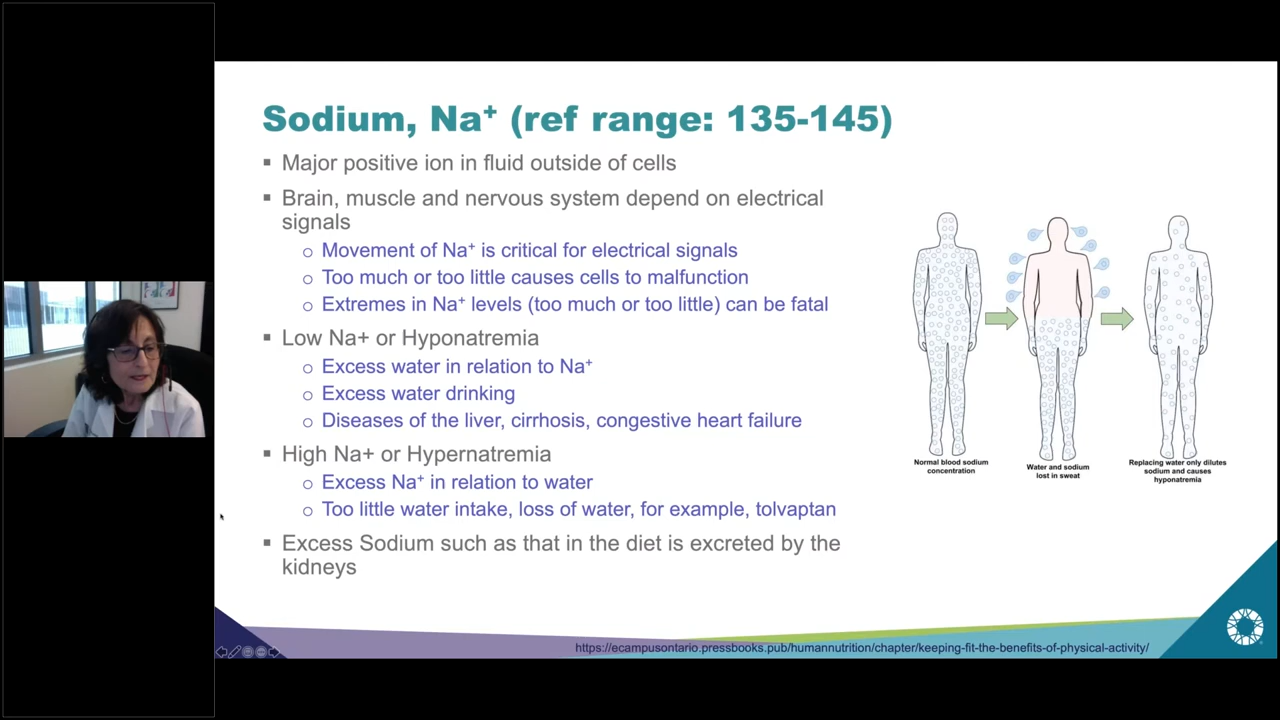 Sodium, Na⁺ (ref range: 135-145)
▪ Major positive ion in fluid outside of cells
▪ Brain, muscle and nervous system depend on electrical
signals
o Movement of Na⁺ is critical for electrical signals
o Too much or too little causes cells to malfunction
o Extremes in Na⁺ levels (too much or too little) can be fatal
▪ Low Na+ or Hyponatremia
o Excess water in relation to Na⁺
o Excess water drinking
o Diseases of the liver, cirrhosis, congestive heart failure
▪ High Na+ or Hypernatremia
o Excess Na⁺ in relation to water
o Too little water intake, loss of water, for example, tolvaptan
▪ Excess Sodium such as that in the diet is excreted by the
kidneys
Normal blood sodium
concentration
Water and sodium
lost in sweat
Replacing water only dilutes
sodium and causes
hyponatremia
https://ecampusontario.pressbooks.pub/humannutrition/chapter/keeping-fit-the-benefits-of-physical-activity/